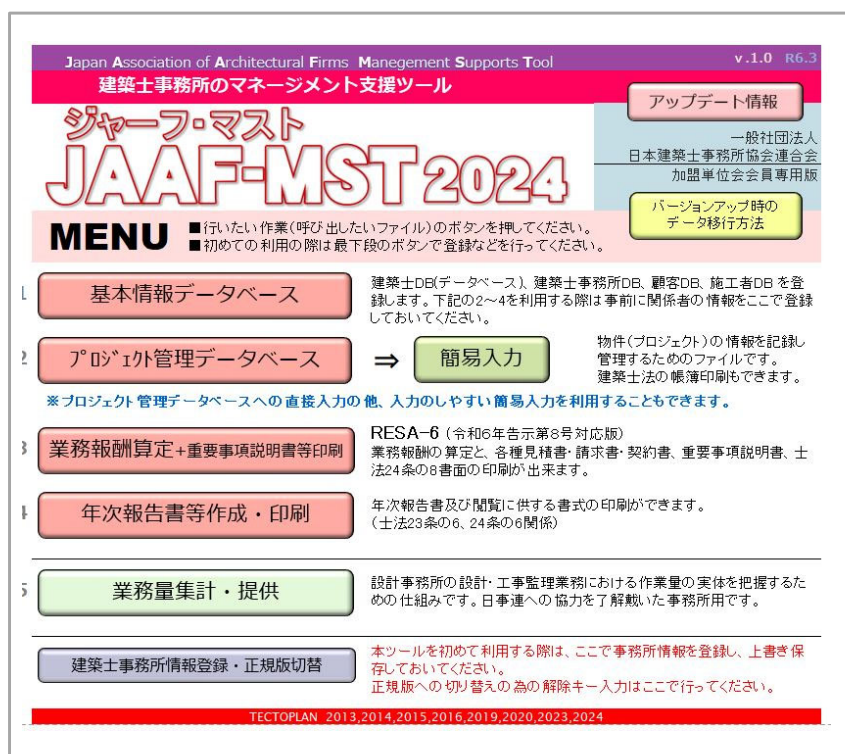 Japan Association of Architectural Firms Manegement Supports Tool
v.1.0 R6.3
建築士事務所のマネージメント支援ツール
アップデート情報
ジャーフ・マスト
JAAF-MST 2024
一般社団法人
日本建築士事務所協会連合会
加盟単位会会員専用版
バージョンアップ時の
データ移行方法
MENU
■行いたい作業(呼び出したいファイル)のボタンを押してください。
■初めての利用の際は最下段のボタンで登録などを行ってください。
1
基本情報データベース
建築士DB(データベース)、建築士事務所DB、顧客DB、施工者DB を登
録します。下記の2～4を利用する際は事前に関係者の情報をここで登録
しておいてください。
2
プロジェクト管理データベース
⇒
簡易入力
物件(プロジェクト)の情報を記録し
管理するためのファイルです。
建築士法の帳簿印刷もできます。
※プロジェクト管理データベースへの直接入力の他、入力のしやすい簡易入力を利用することもできます。
3
業務報酬算定+重要事項説明書等印刷
RESA-6 (令和6年告示第8号対応版)
業務報酬の算定と、各種見積書・請求書・契約書、重要事項説明書、士
法24条の8書面の印刷が出来ます。
4
年次報告書等作成・印刷
年次報告書及び閲覧に供する書式の印刷ができます。
(士法23条の6、24条の6関係)
5
業務量集計・提供
設計事務所の設計・工事監理業務における作業量の実体を把握するた
めの仕組みです。日事連への協力を了解戴いた事務所用です。
建築士事務所情報登録・正規版切替
本ツールを初めて利用する際は、ここで事務所情報を登録し、上書き保
存しておいてください。
正規版への切り替えの為の解除キー入力はここで行ってください。
TECTOPLAN 2013,2014,2015,2016,2019,2020,2023,2024